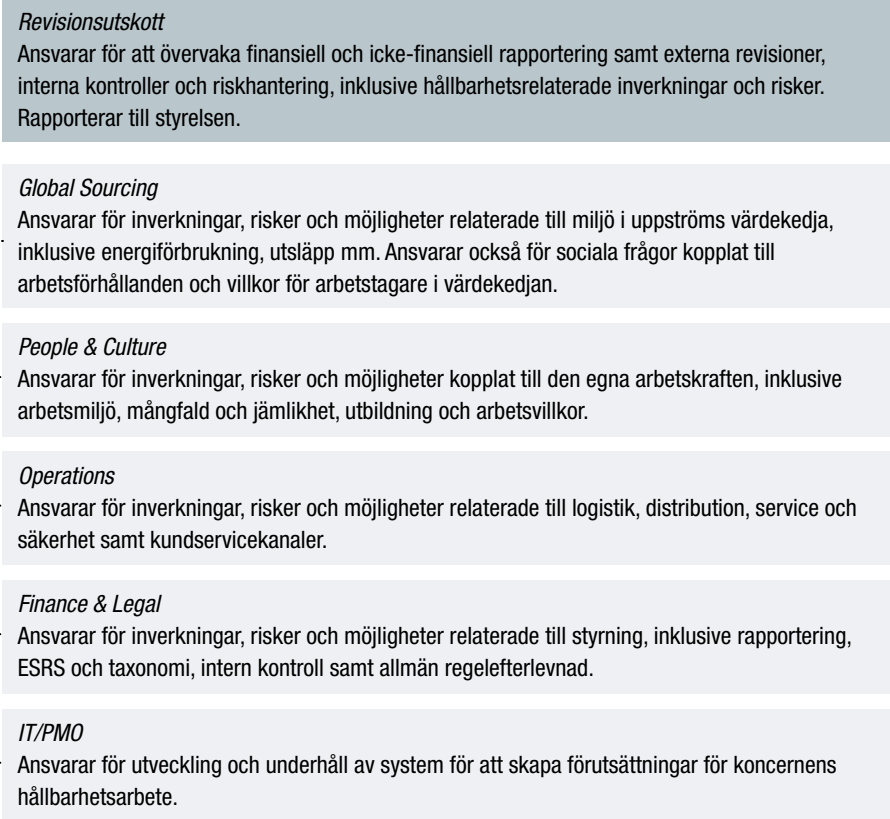 Revisionsutskott
Ansvarar för att övervaka finansiell och icke-finansiell rapportering samt externa revisioner,
interna kontroller och riskhantering, inklusive hållbarhetsrelaterade inverkningar och risker.
Rapporterar till styrelsen.
Global Sourcing
Ansvarar för inverkningar, risker och möjligheter relaterade till miljö i uppströms värdekedja,
inklusive energiförbrukning, utsläpp mm. Ansvarar också för sociala frågor kopplat till
arbetsförhållanden och villkor för arbetstagare i värdekedjan.
People & Culture
Ansvarar för inverkningar, risker och möjligheter kopplat till den egna arbetskraften, inklusive
arbetsmiljö, mångfald och jämlikhet, utbildning och arbetsvillkor.
Operations
Ansvarar för inverkningar, risker och möjligheter relaterade till logistik, distribution, service och
säkerhet samt kundservicekanaler.
Finance & Legal
Ansvarar för inverkningar, risker och möjligheter relaterade till styrning, inklusive rapportering,
ESRS och taxonomi, intern kontroll samt allmän regelefterlevnad.
IT/PMO
Ansvarar för utveckling och underhåll av system för att skapa förutsättningar för koncernens
hållbarhetsarbete.